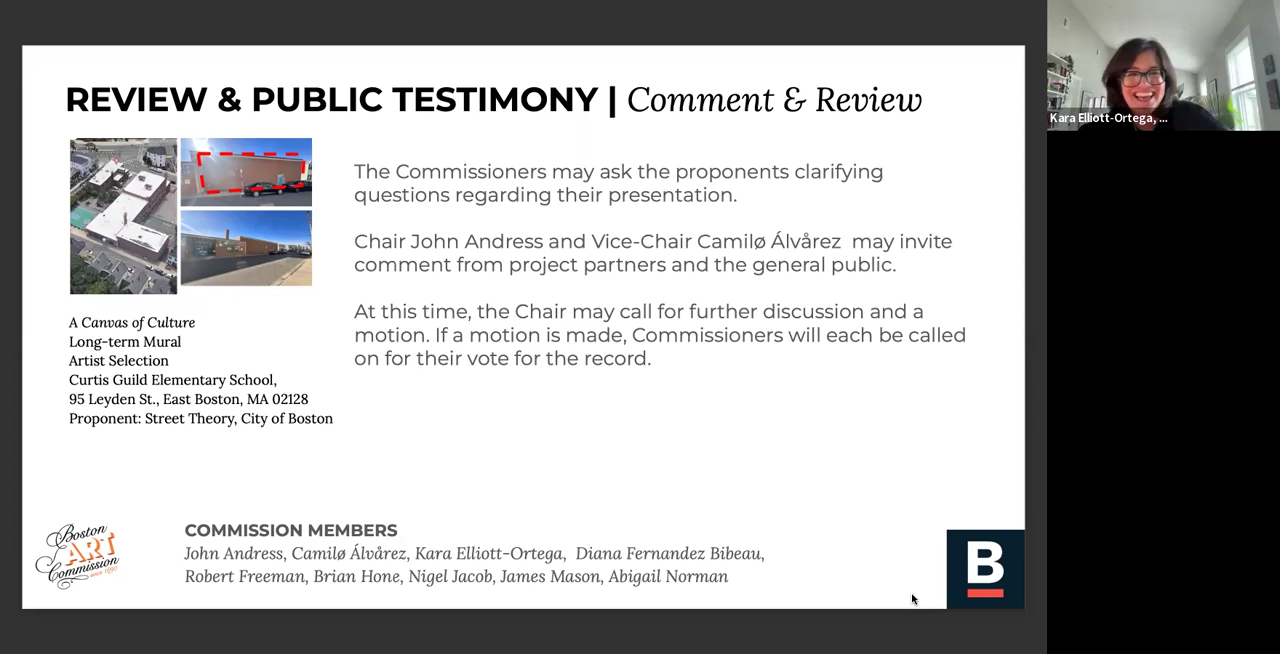 REVIEW & PUBLIC TESTIMONY | Comment & Review
Kara Elliott-Ortega, ...
The Commissioners may ask the proponents clarifying
questions regarding their presentation.
Chair John Andress and Vice-Chair Camilø Álvårez  may invite
comment from project partners and the general public.
At this time, the Chair may call for further discussion and a
motion. If a motion is made, Commissioners will each be called
on for their vote for the record.
A Canvas of Culture
Long-term Mural
Artist Selection
Curtis Guild Elementary School,
95 Leyden St., East Boston, MA 02128
Proponent: Street Theory, City of Boston
Boston
ART
Commission
since 1890
COMMISSION MEMBERS
John Andress, Camilø Álvårez, Kara Elliott-Ortega,  Diana Fernandez Bibeau,
Robert Freeman, Brian Hone, Nigel Jacob, James Mason, Abigail Norman
B